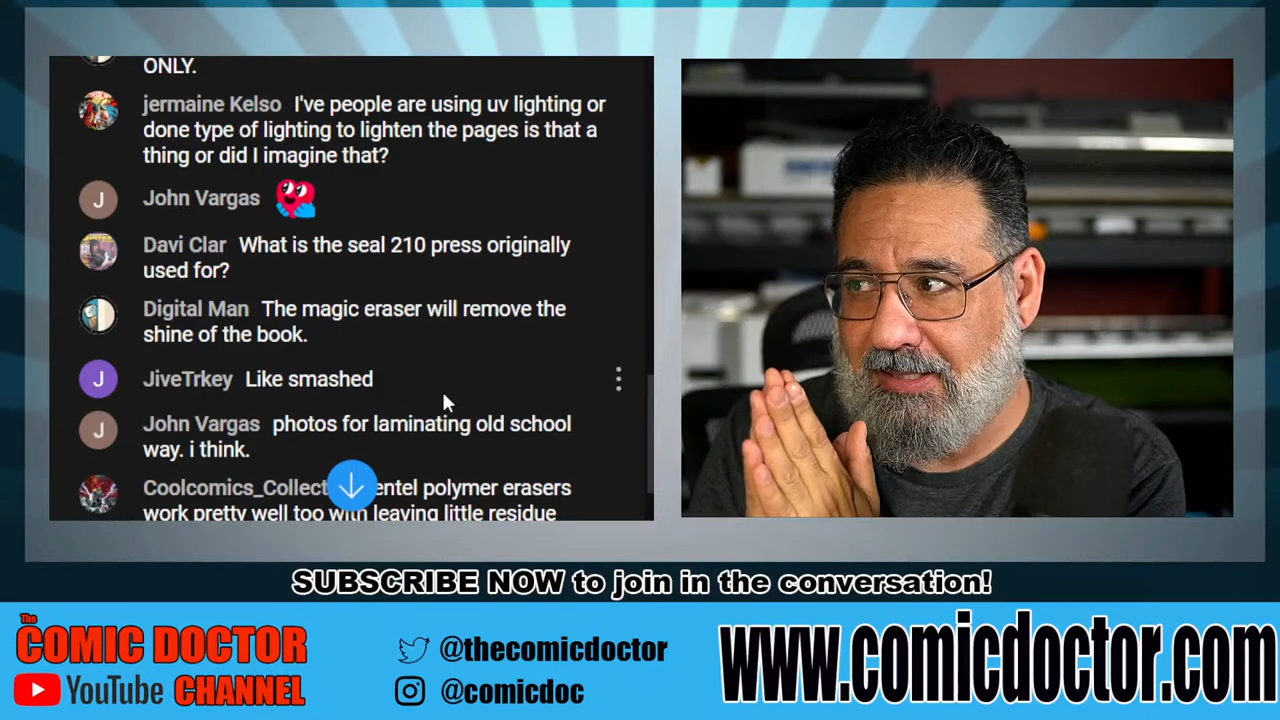 ONLY.
jermaine Kelso I've people are using uv lighting or
done type of lighting to lighten the pages is that a
thing or did I imagine that?
J John Vargas
Davi Clar What is the seal 210 press originally
used for?
Digital Man The magic eraser will remove the
shine of the book.
J JiveTrkey Like smashed
J John Vargas photos for laminating old school
way. i think.
Coolcomics_Collect entel polymer erasers
work pretty well too with leaving little residue
SUBSCRIBE NOW to join in the conversation!
The
COMIC DOCTOR
YouTube CHANNEL
@thecomicdoctor
@comicdoc
www.comicdoctor.com